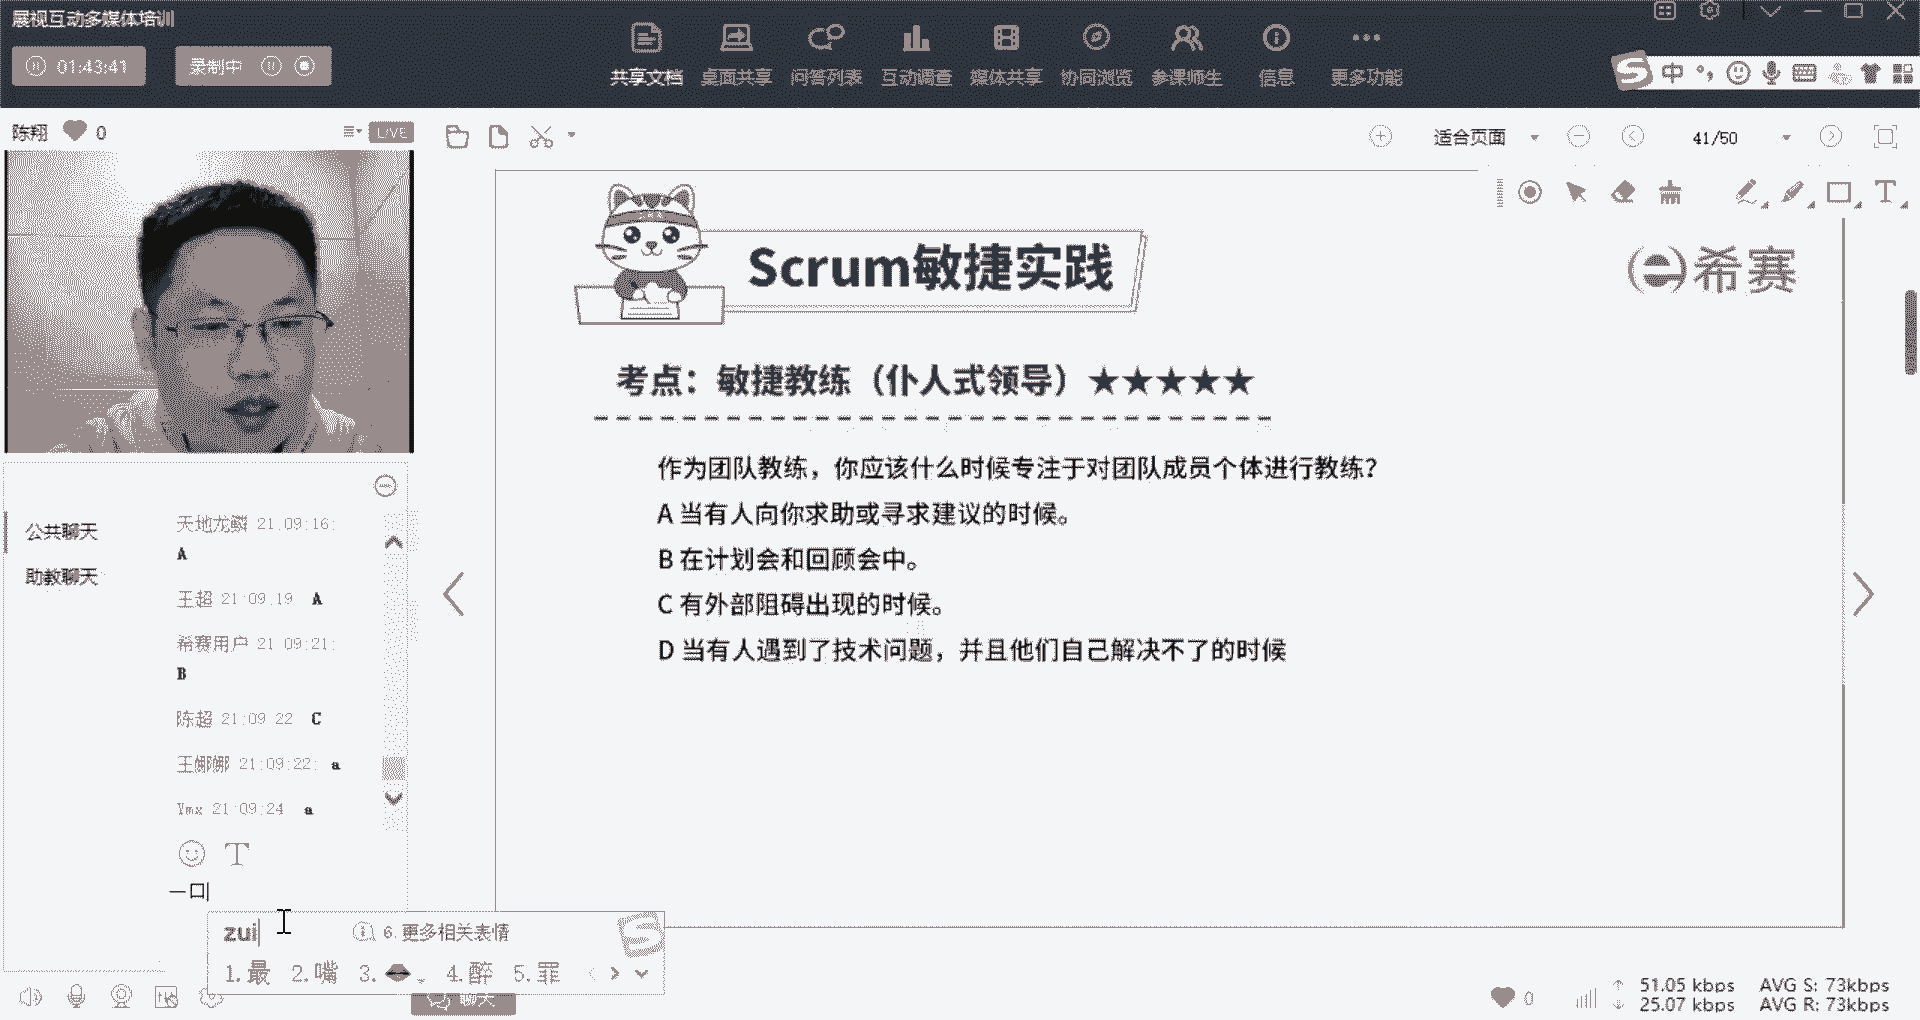 展视互动多媒体培训
01:43:41
录制中
共享文档 桌面共享 问答列表 互动调查 媒体共享 协同浏览 参课师生 信息 更多功能
中
陈翔 0
LIVE
适合页面
41/50
T
Scrum敏捷实践
希赛
考点：敏捷教练（仆人式领导）★★★★★
作为团队教练，你应该什么时候专注于对团队成员个体进行教练？
A 当有人向你求助或寻求建议的时候。
B 在计划会和回顾会中。
C 有外部阻碍出现的时候。
D 当有人遇到了技术问题，并且他们自己解决不了的时候
公共聊天
助教聊天
天地龙鳞 21:09:16:
A
王超 21:09:19 A
希赛用户 21:09:21:
B
陈超 21:09:22 C
王娜娜 21:09:22: a
Ymx 21:09:24 a
T
一口
zui
6.更多相关表情
1.最 2.嘴 3. 4.醉 5.罪
聊天
0
51.05 kbps AVG S: 73kbps
25.07 kbps AVG R: 73kbps